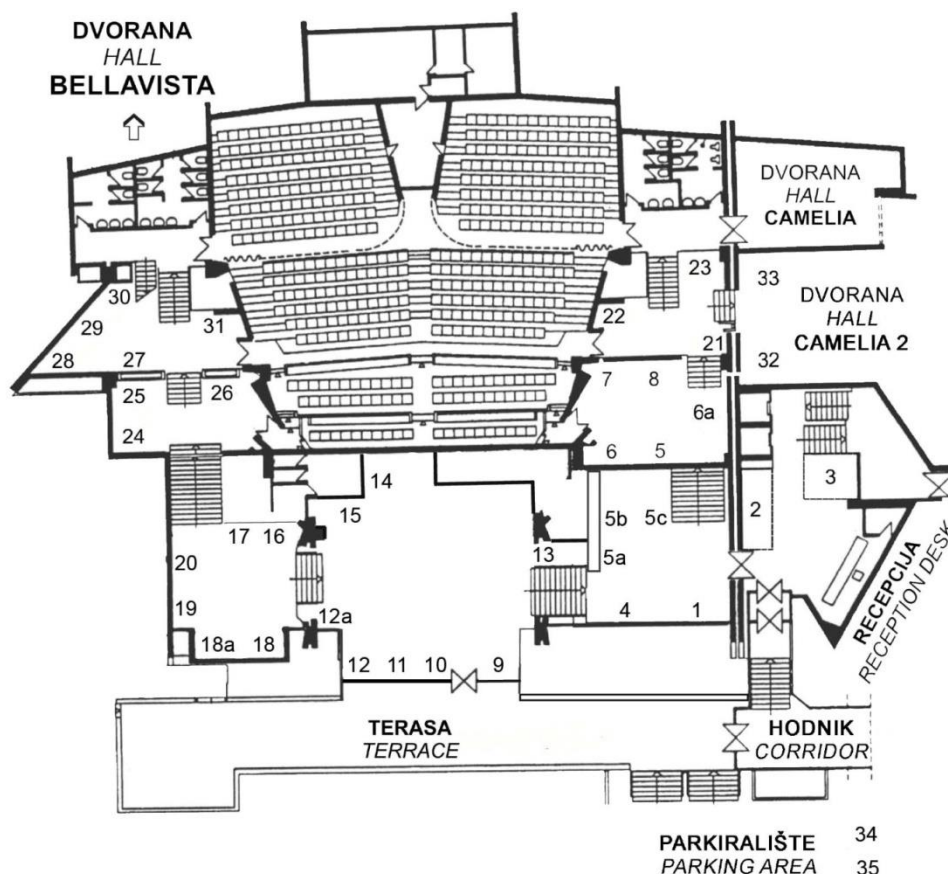 DVORANA
HALL
BELLAVISTA
DVORANA
HALL
CAMELIA
23
33
30
DVORANA
HALL
CAMELIA 2
29
31
22
28
27
21
32
25
26
7
8
6a
24
6
5
3
14
2
15
5b
5c
17
16
13
5a
20
RECEPCIJA
RECEPTION DESK
19
12a
4
1
18a
18
12
11
10
9
TERASA
TERRACE
HODNIK
CORRIDOR
PARKIRALIŠTE
PARKING AREA
34
35